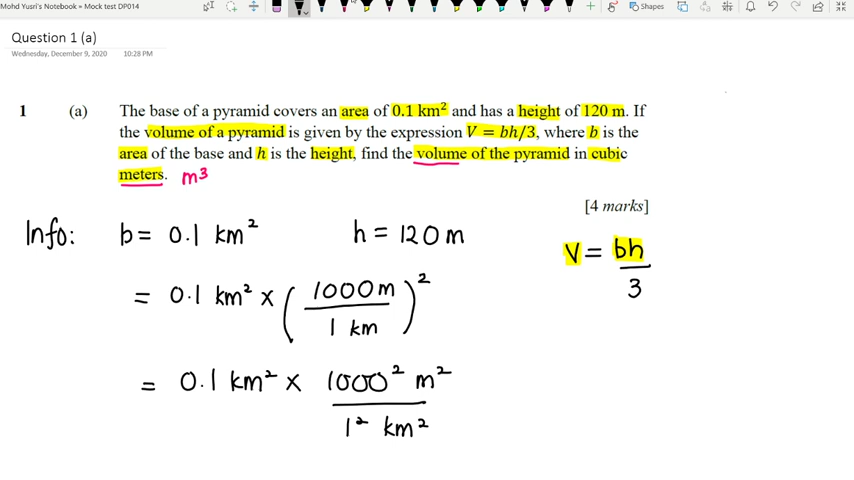 Mohd Yusri's Notebook » Mock test DP014
Shapes
Question 1 (a)
Wednesday, December 9, 2020 10:28 PM
1 (a) The base of a pyramid covers an area of 0.1 km² and has a height of 120 m. If
the volume of a pyramid is given by the expression V = bh/3, where b is the
area of the base and h is the height, find the volume of the pyramid in cubic
meters. m³
[4 marks]
Info: b = 0.1 km² h = 120 m
V = bh / 3
= 0.1 km² × (1000 m / 1 km)²
= 0.1 km² × 1000² m² / 1² km²